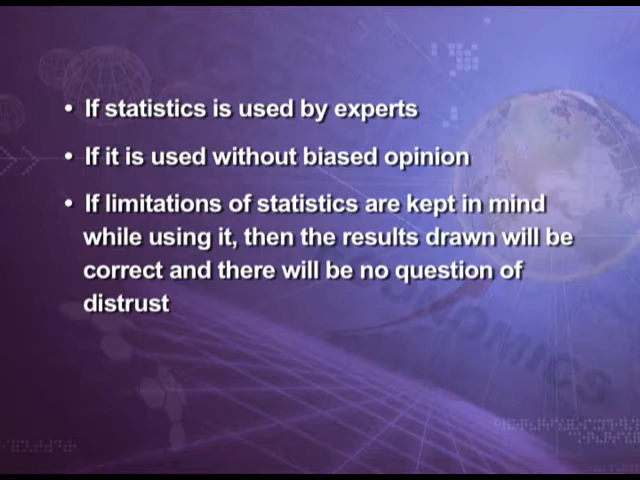 • If statistics is used by experts
• If it is used without biased opinion
• If limitations of statistics are kept in mind
while using it, then the results drawn will be
correct and there will be no question of
distrust
ECONOMICS